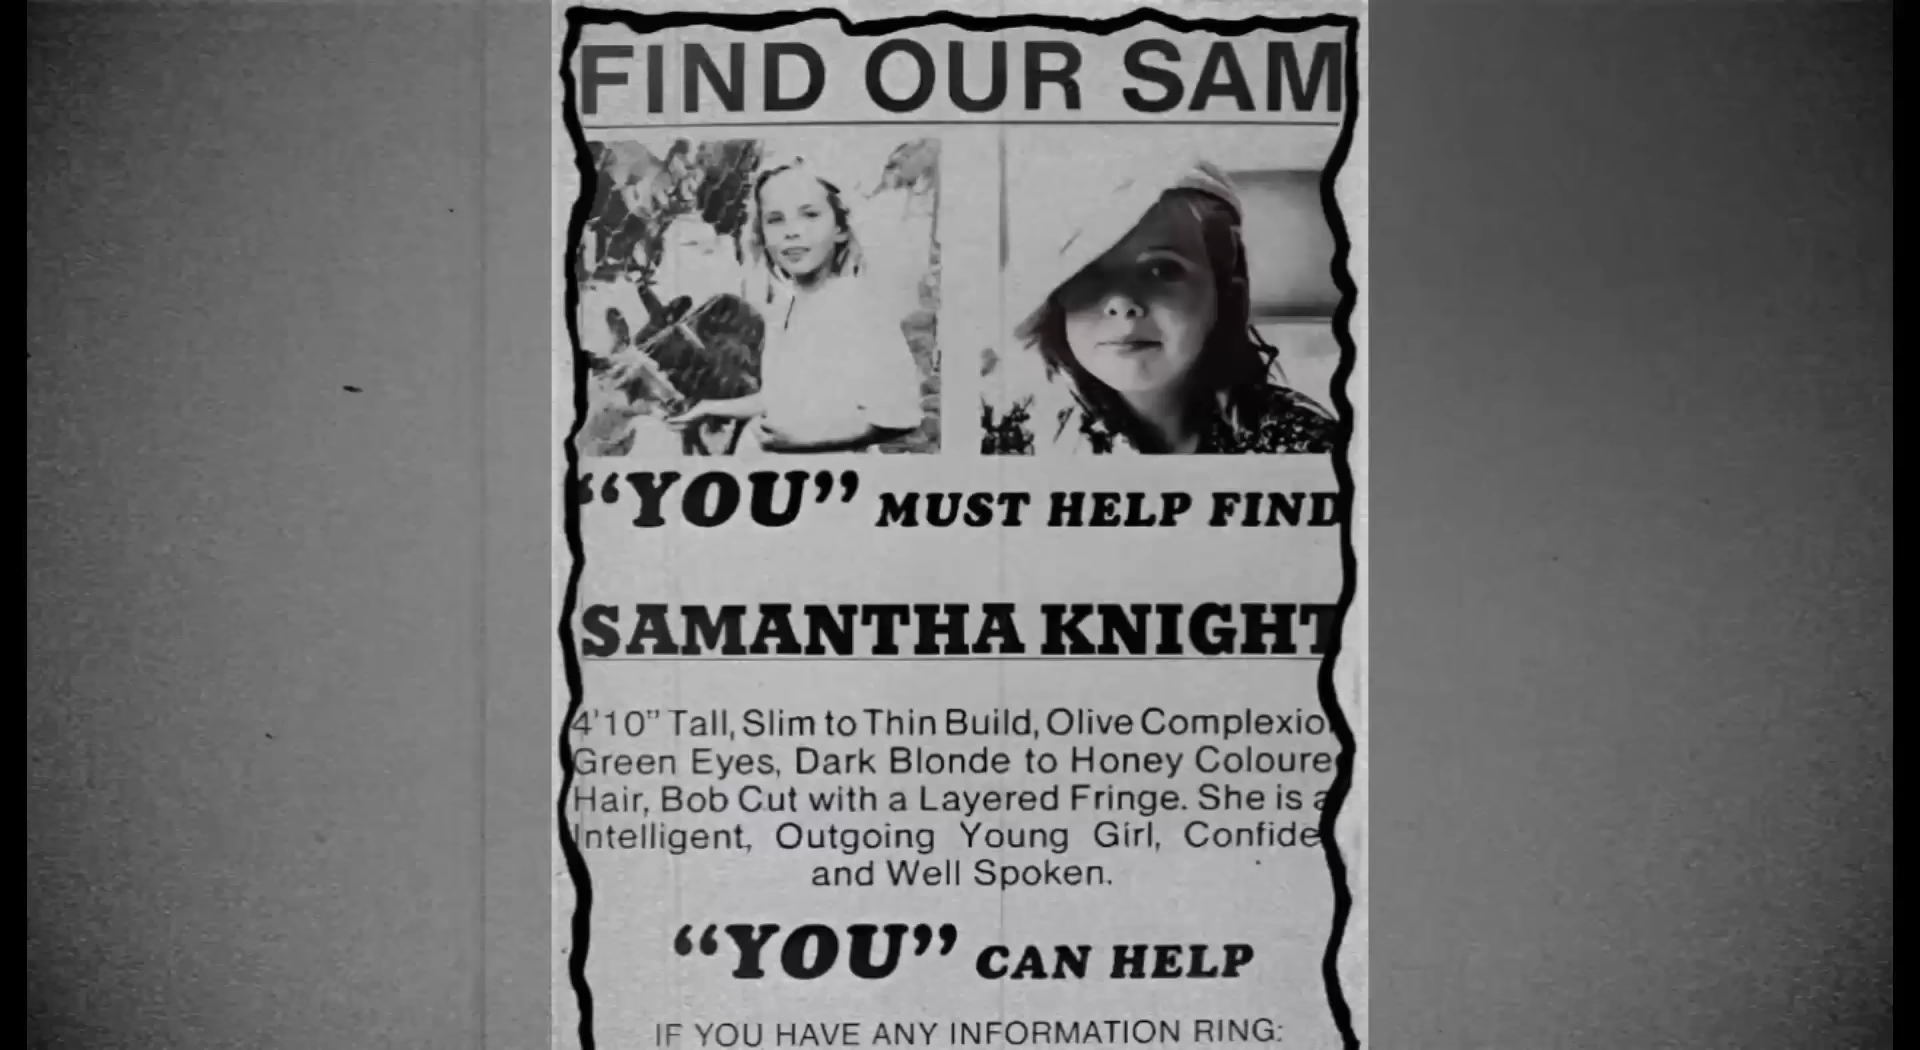 FIND OUR SAM
“YOU” MUST HELP FIND
SAMANTHA KNIGHT
4'10" Tall, Slim to Thin Build, Olive Complexio
Green Eyes, Dark Blonde to Honey Coloure
Hair, Bob Cut with a Layered Fringe. She is a
Intelligent, Outgoing Young Girl, Confide
and Well Spoken.
“YOU” CAN HELP
IF YOU HAVE ANY INFORMATION RING: